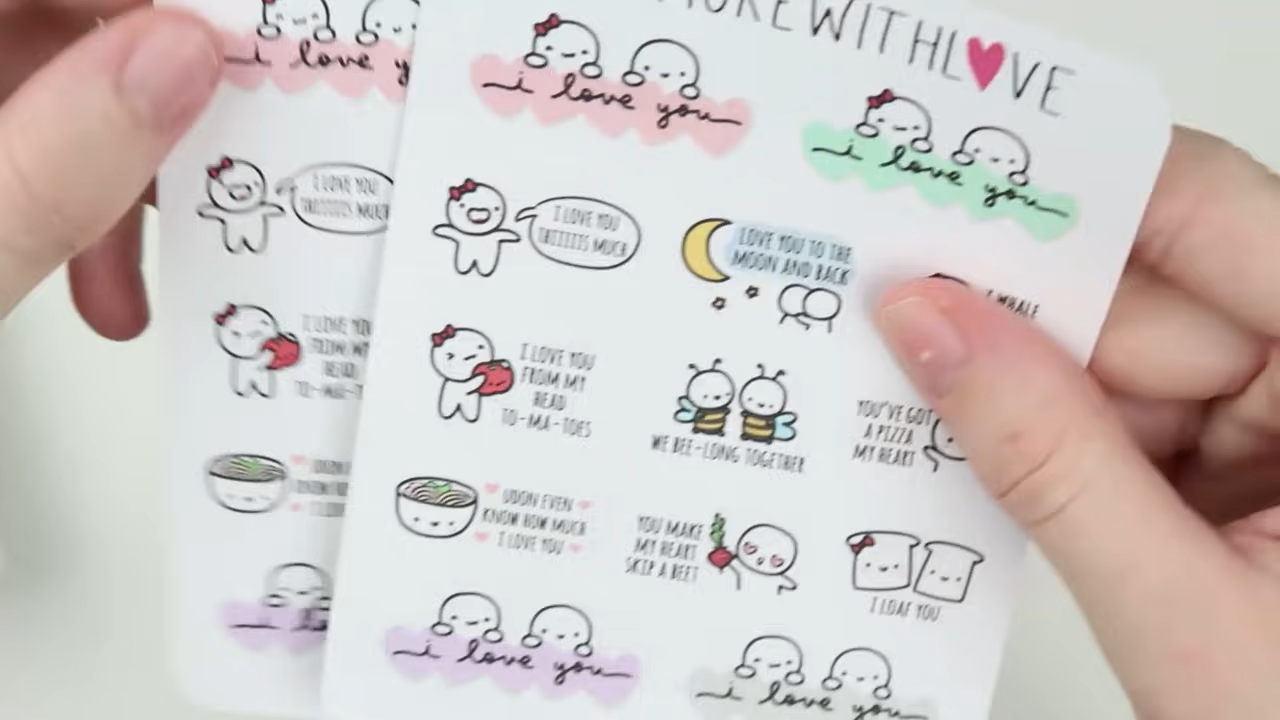 WITHL♥VE
i love
i love you
i love you
I LOVE YOU
THIIIIIS MUCH
I LOVE YOU
THIIIIIS MUCH
LOVE YOU TO THE
MOON AND BACK
I WHALE
I LOVE YOU
FROM MY
HEAD
TO-MA-TOES
WE BEE-LONG TOGETHER
YOU'VE GOT
A PIZZA
MY HEART
UDON EVEN
KNOW HOW MUCH
I LOVE YOU
YOU MAKE
MY HEART
SKIP A BEET
I LOAF YOU
i love you
i love you